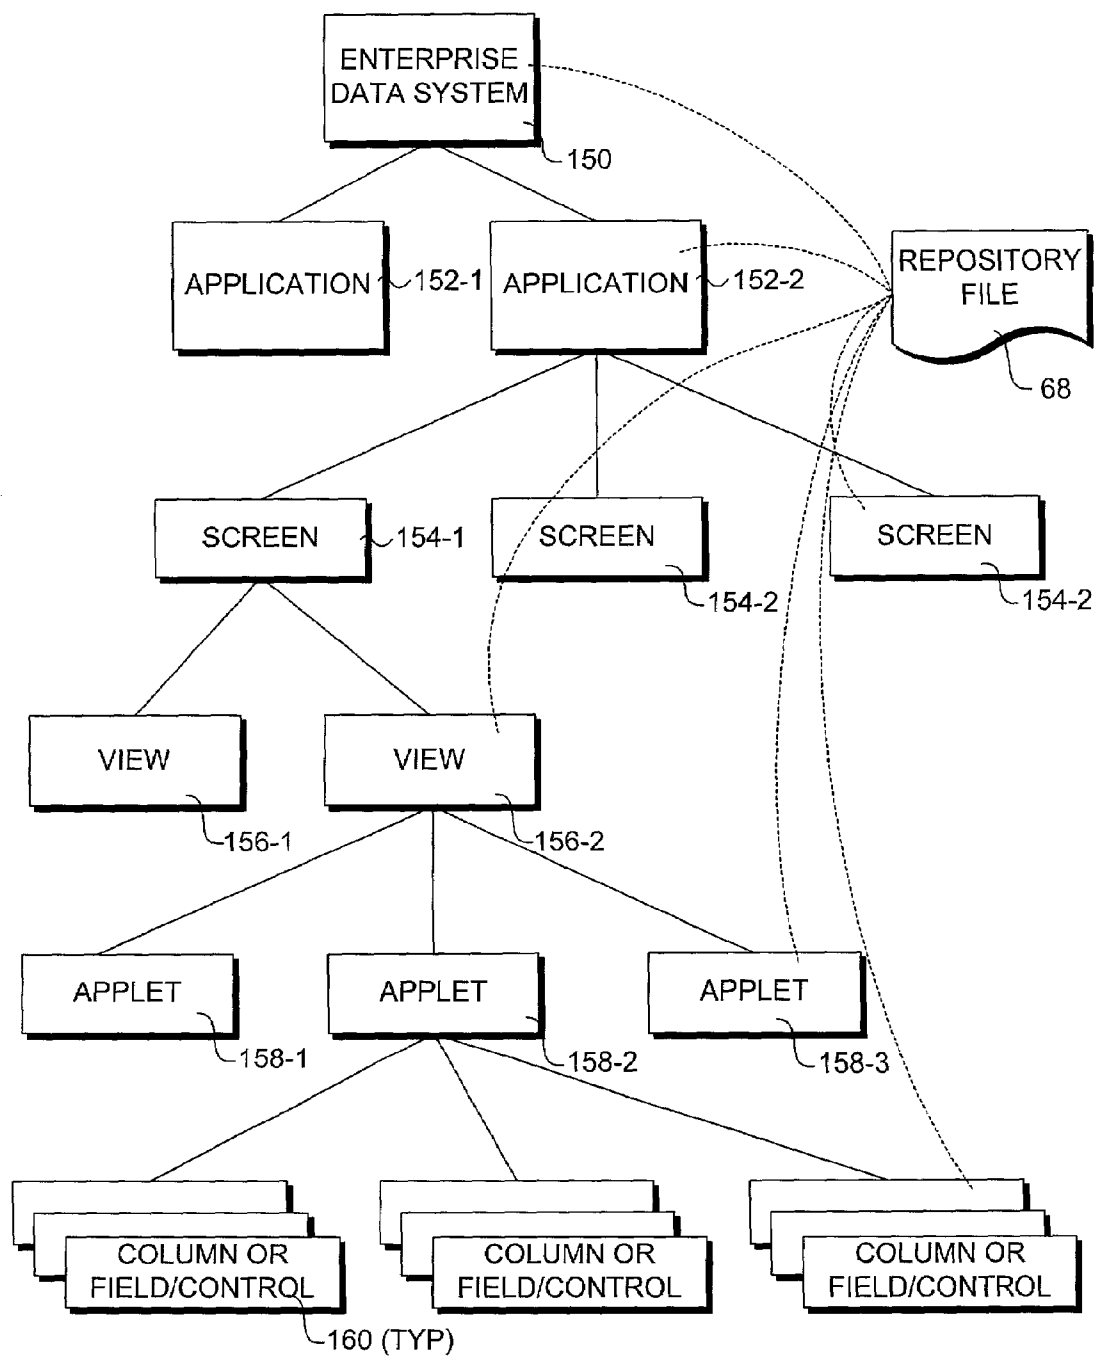 ENTERPRISE
DATA SYSTEM
150
APPLICATION
152-1
APPLICATION
152-2
REPOSITORY
FILE
68
SCREEN
154-1
SCREEN
154-2
SCREEN
154-2
VIEW
156-1
VIEW
156-2
APPLET
158-1
APPLET
158-2
APPLET
158-3
COLUMN OR
FIELD/CONTROL
160 (TYP)
COLUMN OR
FIELD/CONTROL
COLUMN OR
FIELD/CONTROL